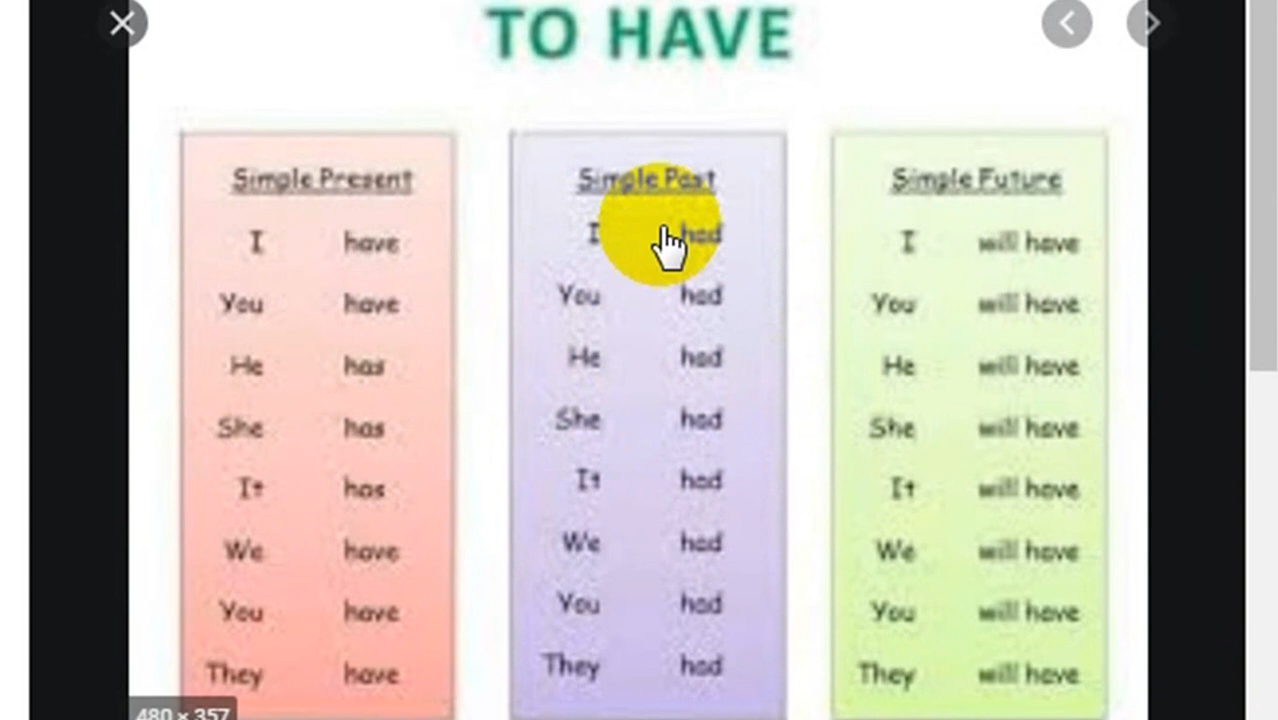 TO HAVE
Simple Present
I have
You have
He has
She has
It has
We have
You have
They have
Simple Past
I had
You had
He had
She had
It had
We had
You had
They had
Simple Future
I will have
You will have
He will have
She will have
It will have
We will have
You will have
They will have
480 × 357